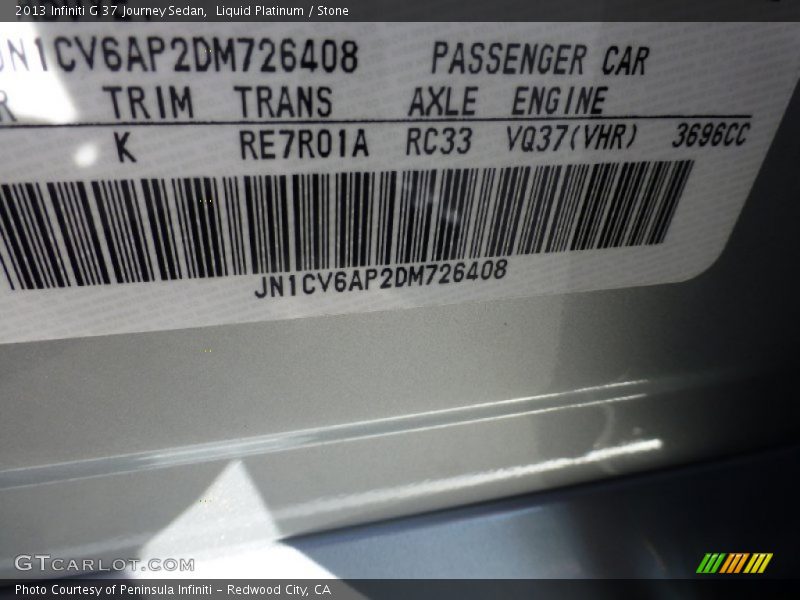 2013 Infiniti G 37 Journey Sedan,  Liquid Platinum / Stone
JN1CV6AP2DM726408 PASSENGER CAR
R TRIM TRANS AXLE ENGINE
K RE7R01A RC33 VQ37(VHR) 3696CC
JN1CV6AP2DM726408
GTCARLOT.COM
Photo Courtesy of Peninsula Infiniti - Redwood City, CA